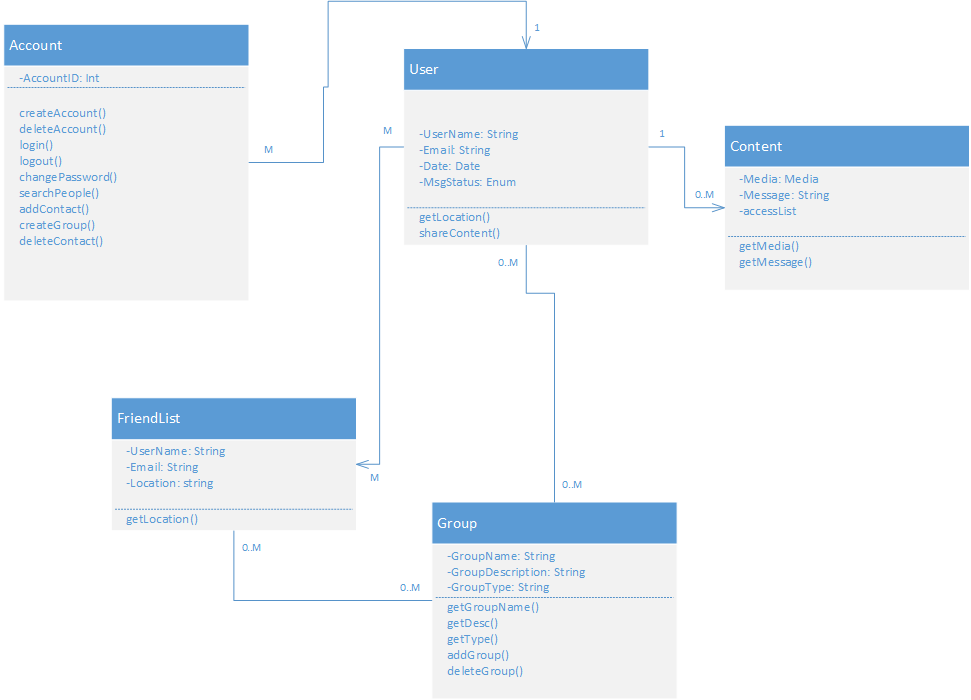 Account
-AccountID: Int
createAccount()
deleteAccount()
login()
logout()
changePassword()
searchPeople()
addContact()
createGroup()
deleteContact()
M
1
User
-UserName: String
-Email: String
-Date: Date
-MsgStatus: Enum
getLocation()
shareContent()
M
1
0..M
Content
-Media: Media
-Message: String
-accessList
getMedia()
getMessage()
0..M
FriendList
-UserName: String
-Email: String
-Location: string
getLocation()
M
0..M
0..M
0..M
Group
-GroupName: String
-GroupDescription: String
-GroupType: String
getGroupName()
getDesc()
getType()
addGroup()
deleteGroup()